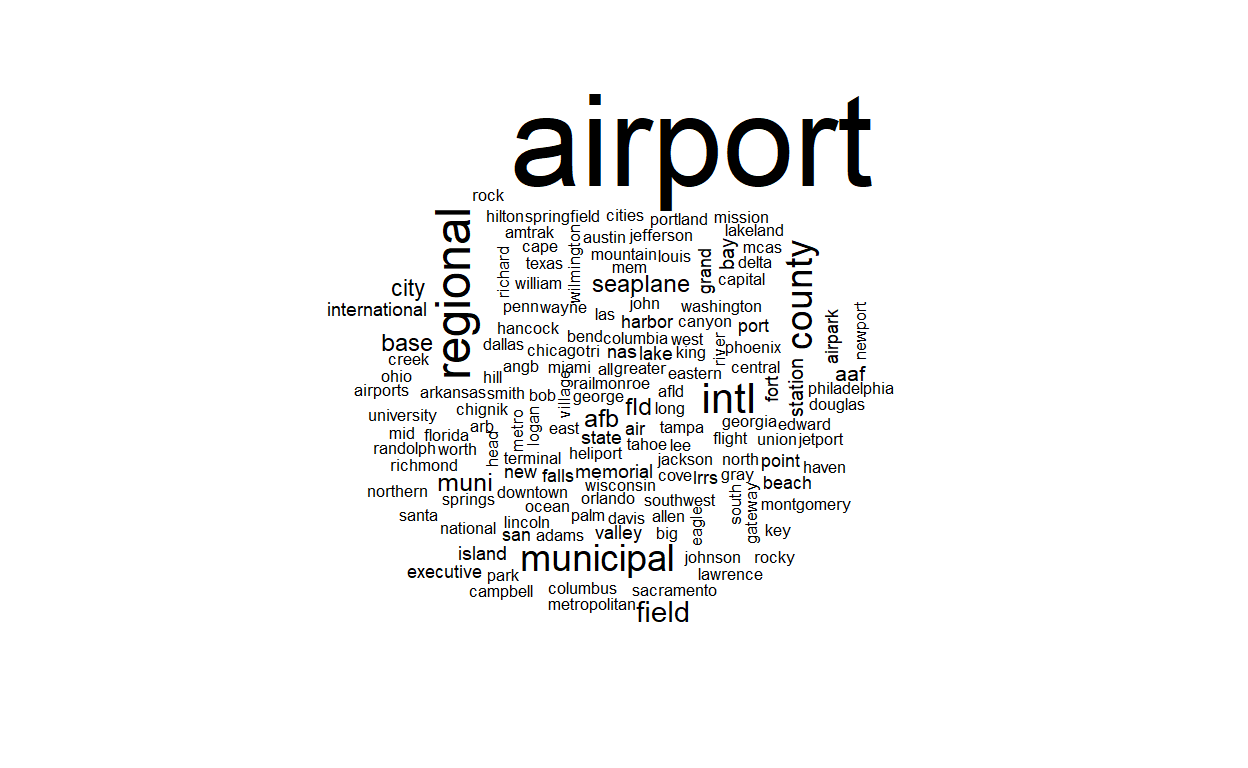 airport
rock
regional
hilton springfield cities portland mission
amtrak austin jefferson lakeland
cape wilmington mountain louis grand bay mcas
texas mem delta
richard william seaplane capital county
city
international penn wayne las john washington
hancock harbor canyon port airpark newport
base dallas bend columbia west river phoenix
creek chicago tri nas lake king
ohio angb miami all greater eastern central aaf
airports hill rail monroe fort station philadelphia
arkansas smith bob village george afld intl douglas
university chignik fld long
arb metro logan east afb air tampa georgia edward
mid florida state flight union jetport
randolph worth head tahoe lee
richmond terminal heliport jackson north point haven
muni new falls memorial cove lrrs gray beach
northern springs downtown wisconsin
ocean orlando southwest south gateway montgomery
santa national lincoln palm davis allen eagle
san adams valley big key
island municipal johnson rocky
executive park lawrence
campbell columbus sacramento
metropolitan field